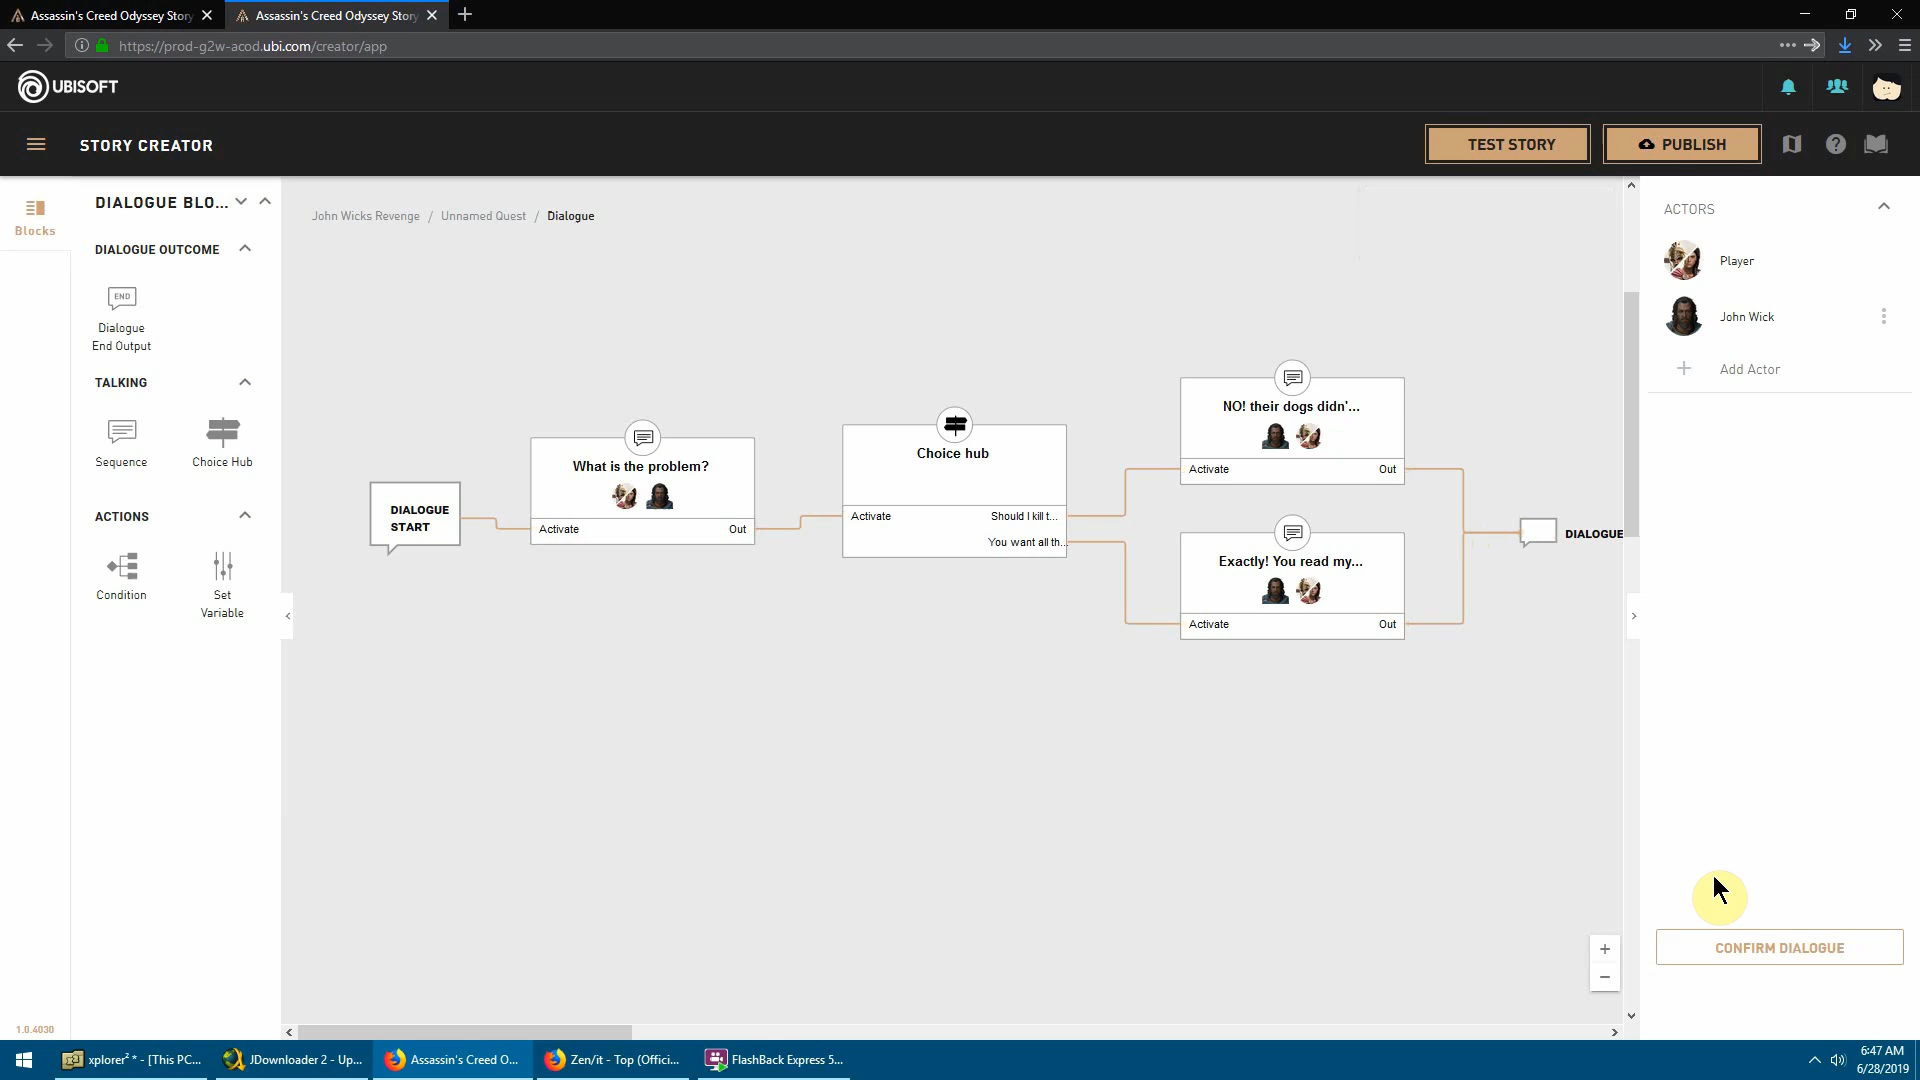 Assassin's Creed Odyssey Story
Assassin's Creed Odyssey Story
https://prod-g2w-acod.ubi.com/creator/app
UBISOFT
STORY CREATOR
TEST STORY
PUBLISH
Blocks
DIALOGUE BLO...
DIALOGUE OUTCOME
END
Dialogue
End Output
TALKING
Sequence
Choice Hub
ACTIONS
Condition
Set
Variable
John Wicks Revenge / Unnamed Quest / Dialogue
DIALOGUE
START
What is the problem?
Activate
Out
Choice hub
Activate
Should I kill t...
You want all th...
NO! their dogs didn'...
Activate
Out
Exactly! You read my...
Activate
Out
DIALOGUE
ACTORS
Player
John Wick
Add Actor
CONFIRM DIALOGUE
1.0.4030
xplorer² * - [This PC...
JDownloader 2 - Up...
Assassin's Creed O...
Zen/it - Top (Offici...
FlashBack Express 5...
6:47 AM
6/28/2019